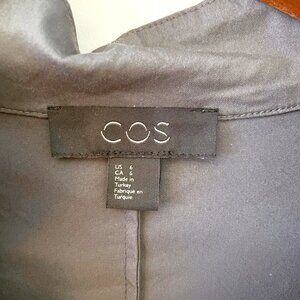 COS
US 6
CA 6
Made in
Turkey
Fabriqué en
Turquie